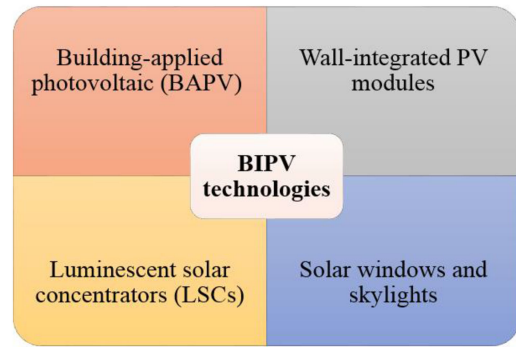 Building-applied
photovoltaic (BAPV)
Wall-integrated PV
modules
BIPV
technologies
Luminescent solar
concentrators (LSCs)
Solar windows and
skylights